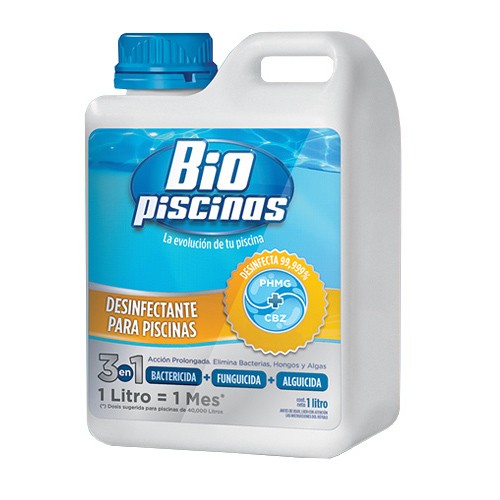 Bio
piscinas
La evolución de tu piscina
DESINFECTA 99,999%
PHMG
+
CBZ
DESINFECTANTE
PARA PISCINAS
Acción Prolongada. Elimina Bacterias, Hongos y Algas
3en1 BACTERICIDA + FUNGUICIDA + ALGUICIDA
1 Litro = 1 Mes*
(*) Dosis sugerida para piscinas de 40,000 Litros
cont. neto 1 litro